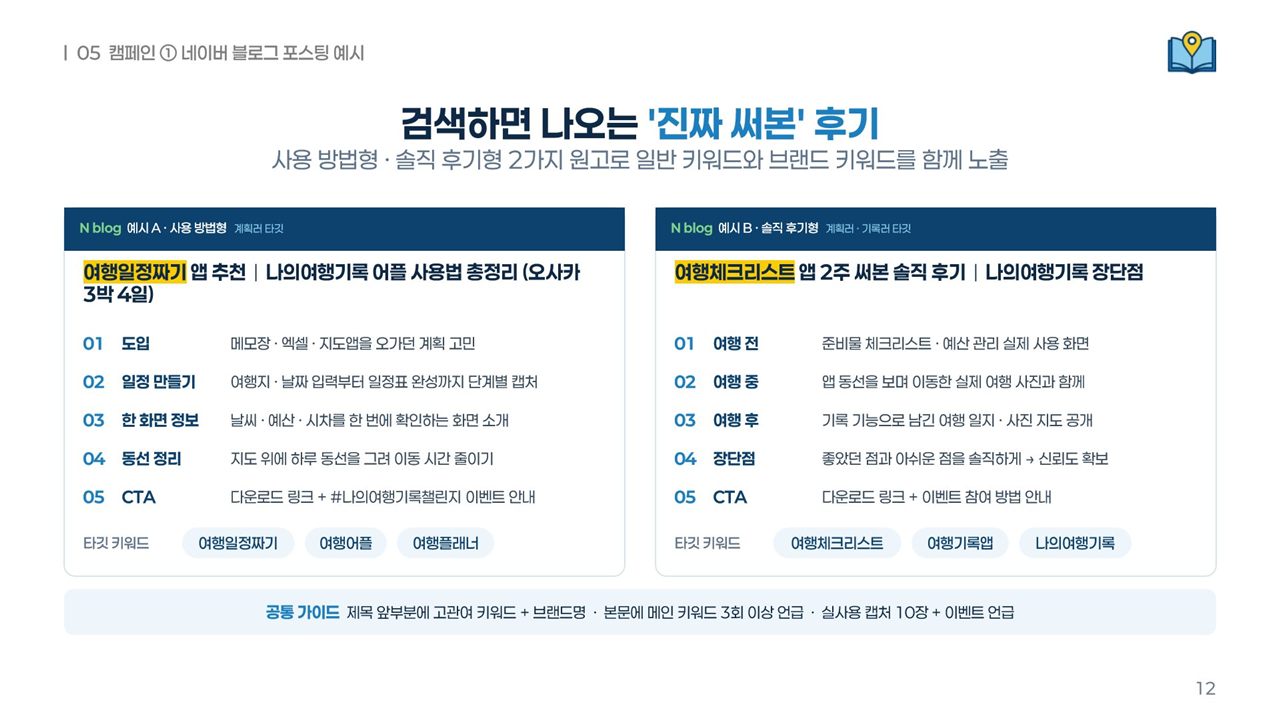 | 05 캠페인 ① 네이버 블로그 포스팅 예시
검색하면 나오는 '진짜 써본' 후기
사용 방법형 · 솔직 후기형 2가지 원고로 일반 키워드와 브랜드 키워드를 함께 노출
N blog 예시 A · 사용 방법형 계획러 타깃
여행일정짜기 앱 추천 | 나의여행기록 어플 사용법 총정리 (오사카
3박 4일)
01 도입 메모장 · 엑셀 · 지도앱을 오가던 계획 고민
02 일정 만들기 여행지 · 날짜 입력부터 일정표 완성까지 단계별 캡처
03 한 화면 정보 날씨 · 예산 · 시차를 한 번에 확인하는 화면 소개
04 동선 정리 지도 위에 하루 동선을 그려 이동 시간 줄이기
05 CTA 다운로드 링크 + #나의여행기록챌린지 이벤트 안내
타깃 키워드 여행일정짜기 여행어플 여행플래너
N blog 예시 B · 솔직 후기형 계획러 · 기록러 타깃
여행체크리스트 앱 2주 써본 솔직 후기 | 나의여행기록 장단점
01 여행 전 준비물 체크리스트 · 예산 관리 실제 사용 화면
02 여행 중 앱 동선을 보며 이동한 실제 여행 사진과 함께
03 여행 후 기록 기능으로 남긴 여행 일지 · 사진 지도 공개
04 장단점 좋았던 점과 아쉬운 점을 솔직하게 → 신뢰도 확보
05 CTA 다운로드 링크 + 이벤트 참여 방법 안내
타깃 키워드 여행체크리스트 여행기록앱 나의여행기록
공통 가이드 제목 앞부분에 고관여 키워드 + 브랜드명 · 본문에 메인 키워드 3회 이상 언급 · 실사용 캡처 10장 + 이벤트 언급
12